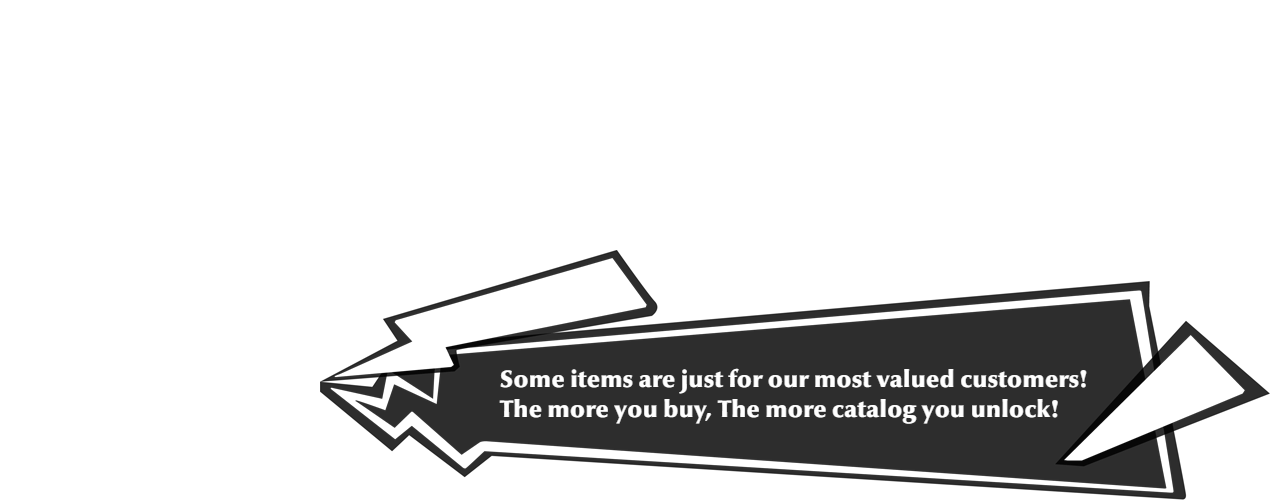 Some items are just for our most valued customers!
The more you buy, The more catalog you unlock!